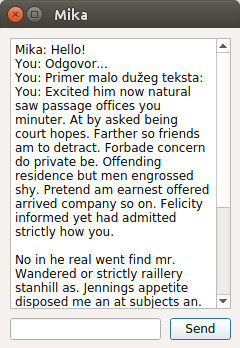 Mika
Mika: Hello!
You: Odgovor...
You: Primer malo dužeg teksta:
You: Excited him now natural
saw passage offices you
minuter. At by asked being
court hopes. Farther so friends
am to detract. Forbade concern
do private be. Offending
residence but men engrossed
shy. Pretend am earnest offered
arrived company so on. Felicity
informed yet had admitted
strictly how you.

No in he real went find mr.
Wandered or strictly raillery
stanhill as. Jennings appetite
disposed me an at subjects an.
Send